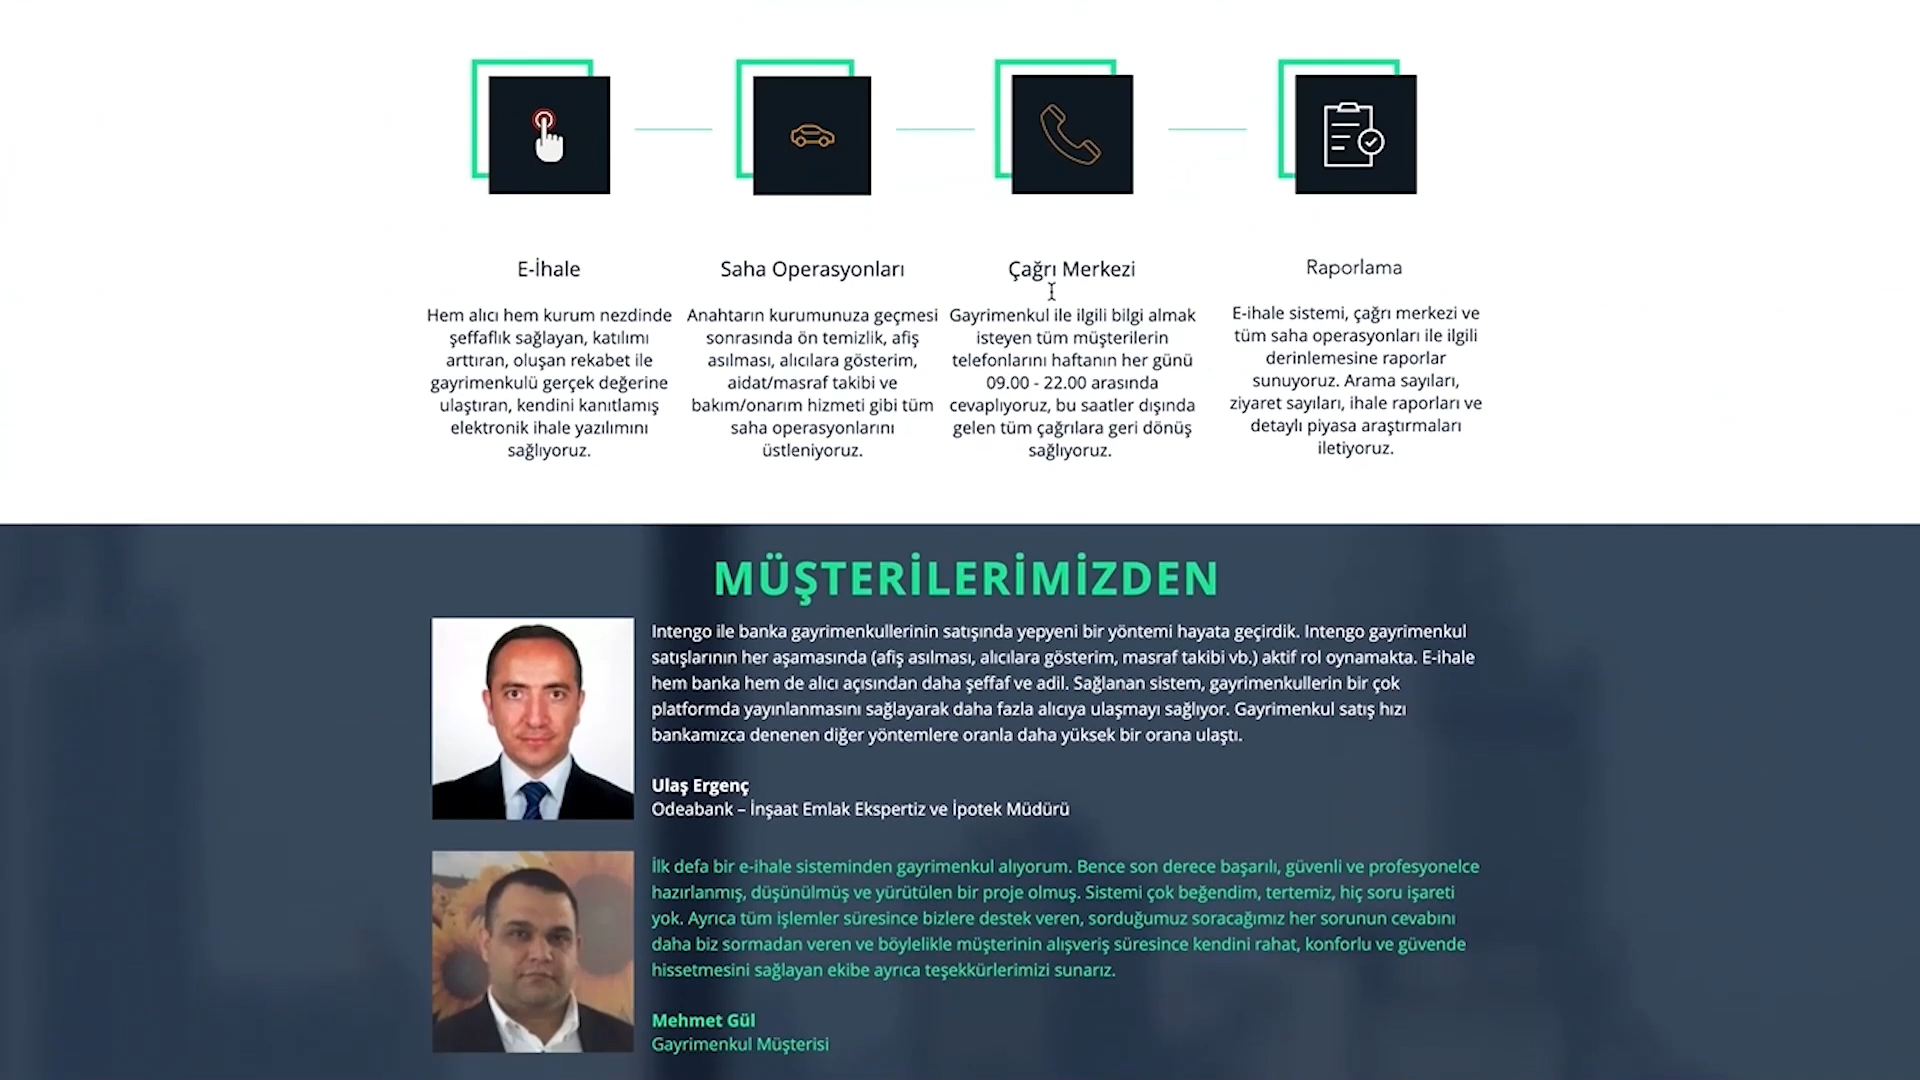 E-İhale
Hem alıcı hem kurum nezdinde
şeffaflık sağlayan, katılımı
arttıran, oluşan rekabet ile
gayrimenkulü gerçek değerine
ulaştıran, kendini kanıtlamış
elektronik ihale yazılımını
sağlıyoruz.
Saha Operasyonları
Anahtarın kurumunuza geçmesi
sonrasında ön temizlik, afiş
asılması, alıcılara gösterim,
aidat/masraf takibi ve
bakım/onarım hizmeti gibi tüm
saha operasyonlarını
üstleniyoruz.
Çağrı Merkezi
Gayrimenkul ile ilgili bilgi almak
isteyen tüm müşterilerin
telefonlarını haftanın her günü
09.00 - 22.00 arasında
cevaplıyoruz, bu saatler dışında
gelen tüm çağrılara geri dönüş
sağlıyoruz.
Raporlama
E-ihale sistemi, çağrı merkezi ve
tüm saha operasyonları ile ilgili
derinlemesine raporlar
sunuyoruz. Arama sayıları,
ziyaret sayıları, ihale raporları ve
detaylı piyasa araştırmaları
iletiyoruz.
MÜŞTERİLERİMİZDEN
Intengo ile banka gayrimenkullerinin satışında yepyeni bir yöntemi hayata geçirdik. Intengo gayrimenkul
satışlarının her aşamasında (afiş asılması, alıcılara gösterim, masraf takibi vb.) aktif rol oynamakta. E-ihale
hem banka hem de alıcı açısından daha şeffaf ve adil. Sağlanan sistem, gayrimenkullerin bir çok
platformda yayınlanmasını sağlayarak daha fazla alıcıya ulaşmayı sağlıyor. Gayrimenkul satış hızı
bankamızca denenen diğer yöntemlere oranla daha yüksek bir orana ulaştı.
Ulaş Ergenç
Odeabank – İnşaat Emlak Ekspertiz ve İpotek Müdürü
İlk defa bir e-ihale sisteminden gayrimenkul alıyorum. Bence son derece başarılı, güvenli ve profesyonelce
hazırlanmış, düşünülmüş ve yürütülen bir proje olmuş. Sistemi çok beğendim, tertemiz, hiç soru işareti
yok. Ayrıca tüm işlemler süresince bizlere destek veren, sorduğumuz soracağımız her sorunun cevabını
daha biz sormadan veren ve böylelikle müşterinin alışveriş süresince kendini rahat, konforlu ve güvende
hissetmesini sağlayan ekibe ayrıca teşekkürlerimizi sunarız.
Mehmet Gül
Gayrimenkul Müşterisi